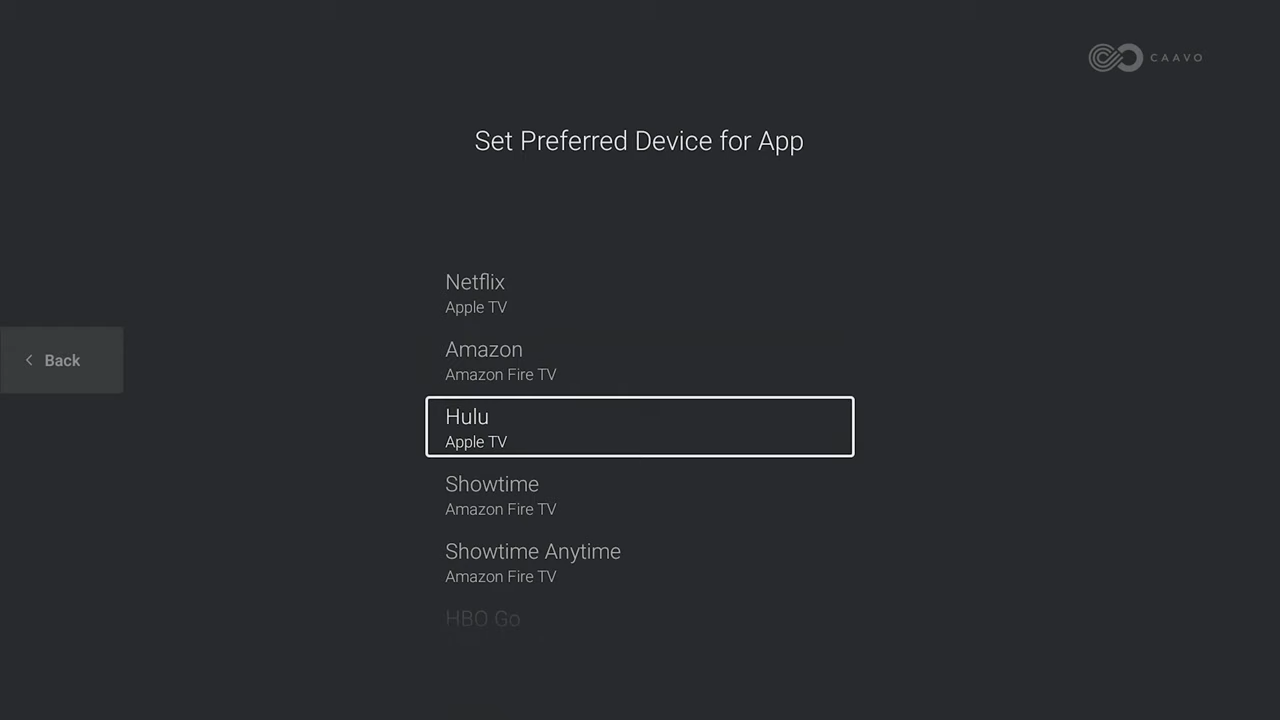 CAAVO
Set Preferred Device for App
Netflix
Apple TV
Amazon
Amazon Fire TV
Back
Hulu
Apple TV
Showtime
Amazon Fire TV
Showtime Anytime
Amazon Fire TV
HBO Go